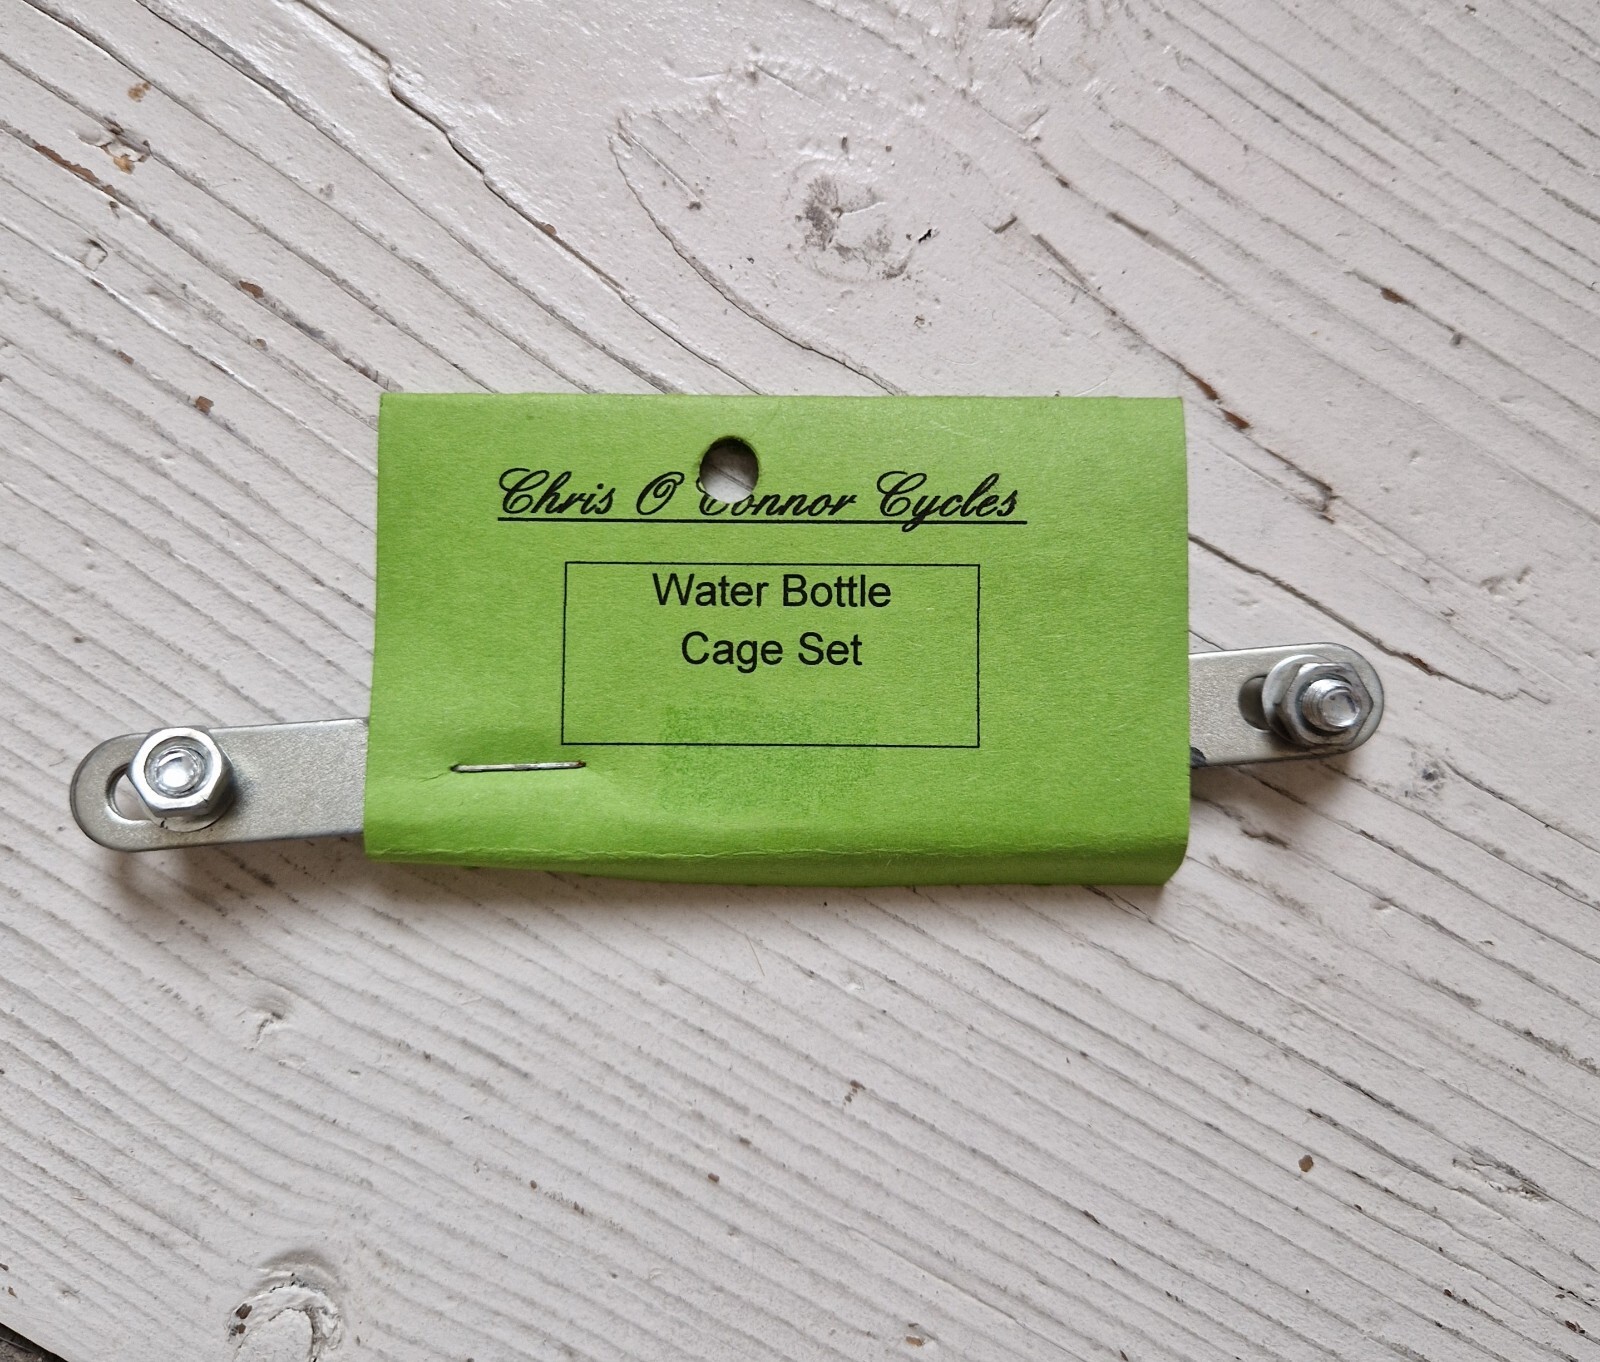 Chris O'Connor Cycles
Water Bottle
Cage Set